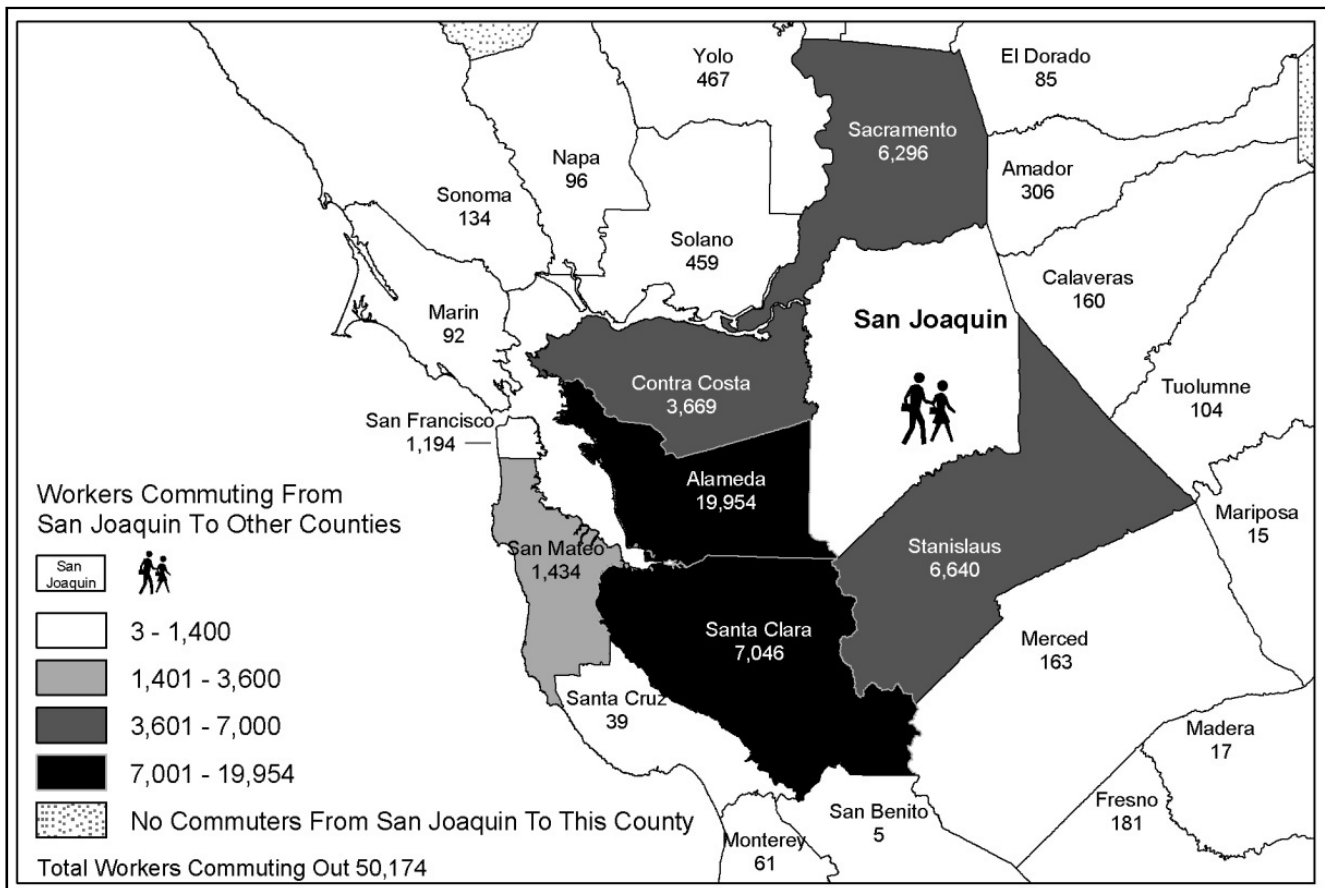 Yolo
467
El Dorado
85
Sacramento
6,296
Napa
96
Amador
306
Sonoma
134
Solano
459
Calaveras
160
Marin
92
San Joaquin
Contra Costa
3,669
Tuolumne
104
San Francisco
1,194
Alameda
19,954
Mariposa
15
San Mateo
1,434
Stanislaus
6,640
Santa Clara
7,046
Merced
163
Santa Cruz
39
Madera
17
Fresno
181
San Benito
5
Monterey
61
Workers Commuting From
San Joaquin To Other Counties
San
Joaquin
3 - 1,400
1,401 - 3,600
3,601 - 7,000
7,001 - 19,954
No Commuters From San Joaquin To This County
Total Workers Commuting Out 50,174